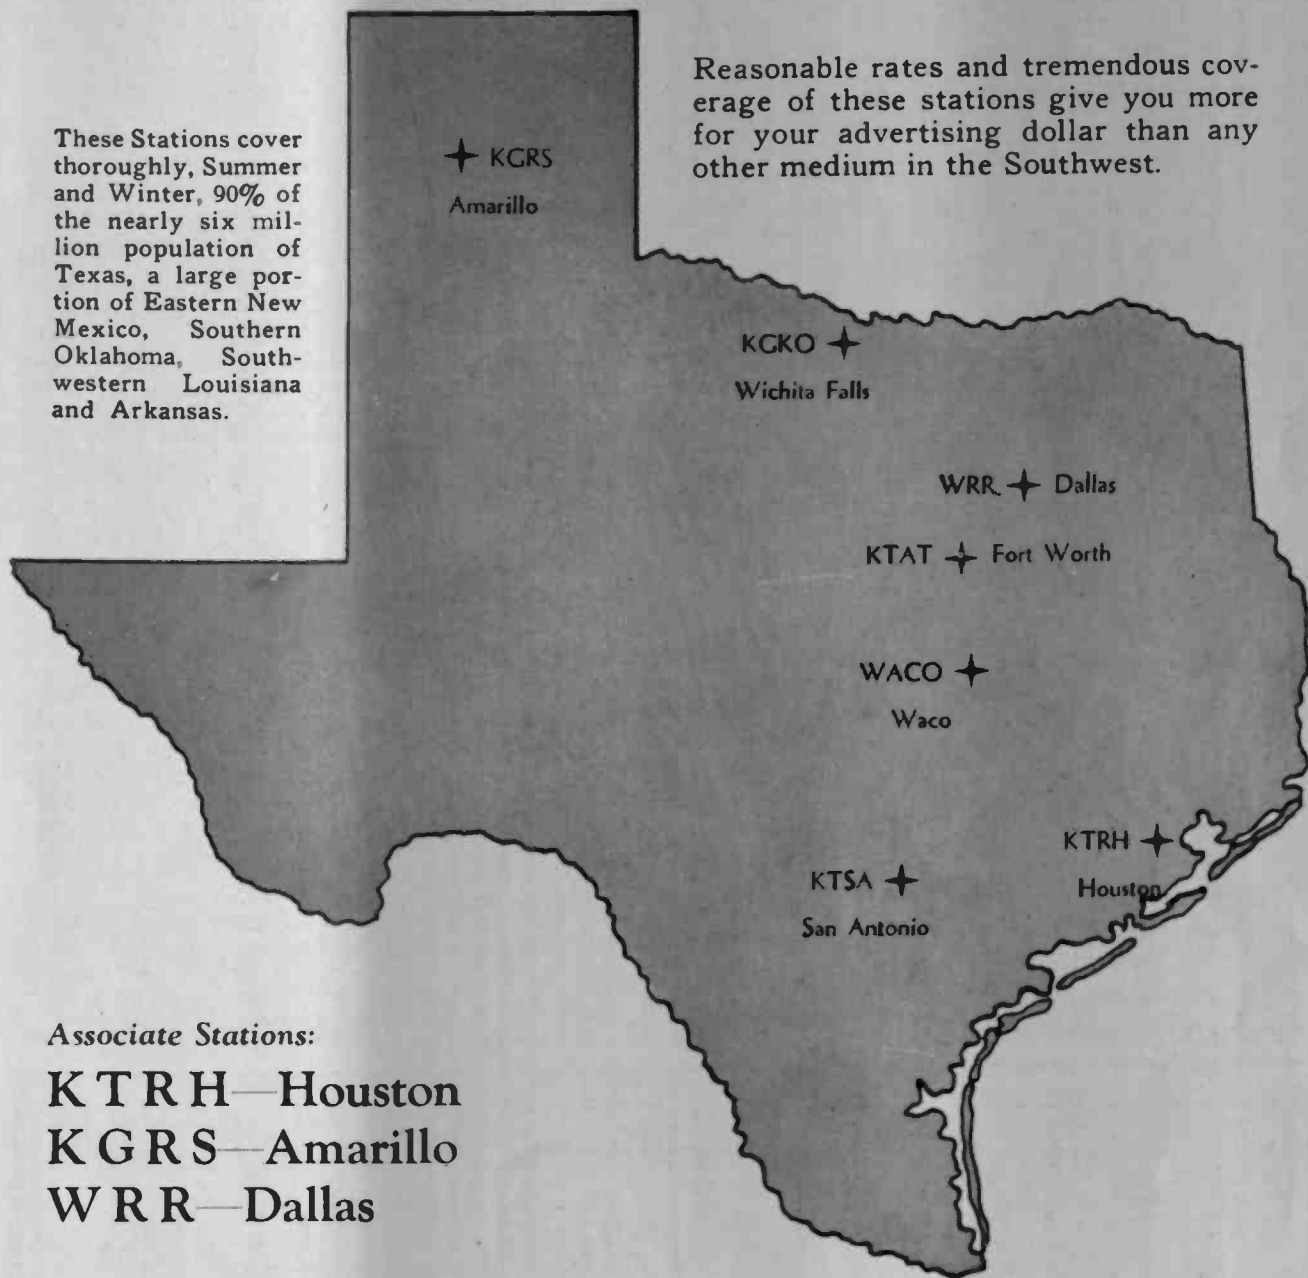 These Stations cover
thoroughly, Summer
and Winter, 90% of
the nearly six mil-
lion population of
Texas, a large por-
tion of Eastern New
Mexico, Southern
Oklahoma, South-
western Louisiana
and Arkansas.
Reasonable rates and tremendous cov-
erage of these stations give you more
for your advertising dollar than any
other medium in the Southwest.
KGRS
Amarillo
KGKO
Wichita Falls
WRR Dallas
KTAT Fort Worth
WACO
Waco
KTRH
Houston
KTSA
San Antonio
Associate Stations:
KTRH—Houston
KGRS—Amarillo
WRR—Dallas